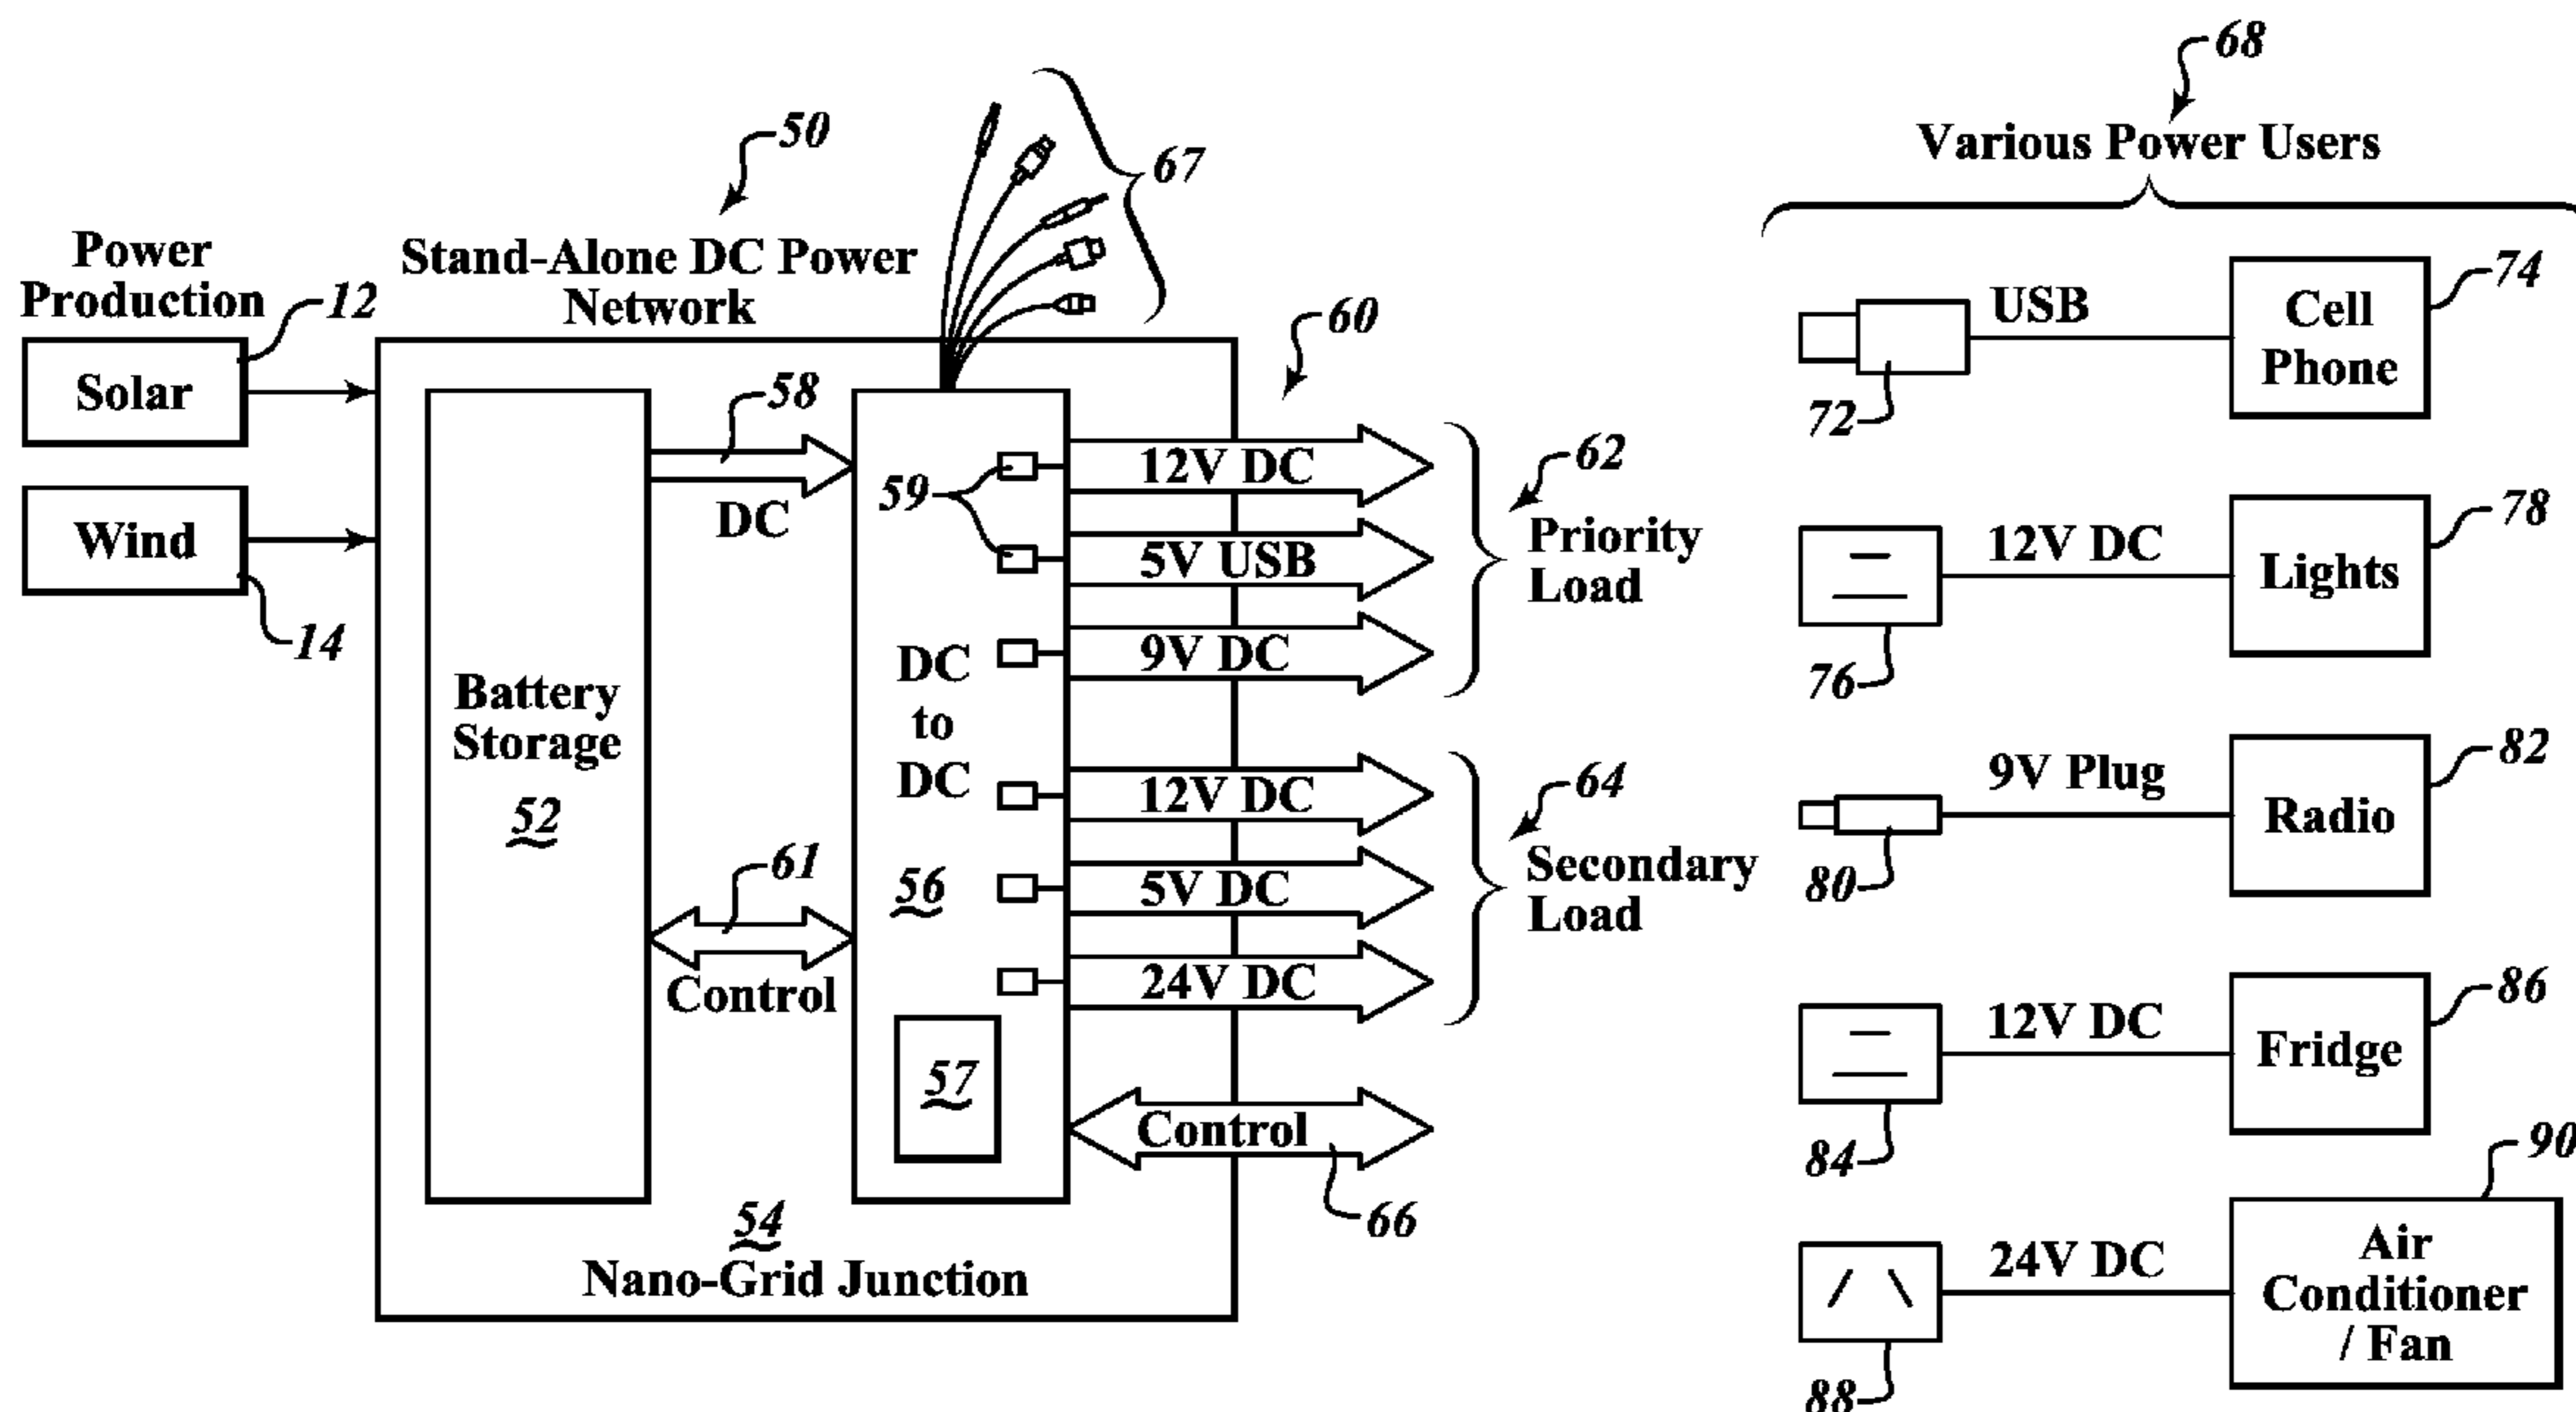 68
Various Power Users
50
67
Power
Production
12
Stand-Alone DC Power
Network
60
Solar
Wind
14
58
DC
59
Battery
Storage
52
61
Control
DC
to
DC
56
57
54
Nano-Grid Junction
12V DC
5V USB
9V DC
62
Priority
Load
12V DC
5V DC
24V DC
64
Secondary
Load
Control
66
USB
72
Cell
Phone
74
12V DC
76
Lights
78
9V Plug
80
Radio
82
12V DC
84
Fridge
86
24V DC
88
Air
Conditioner
/ Fan
90